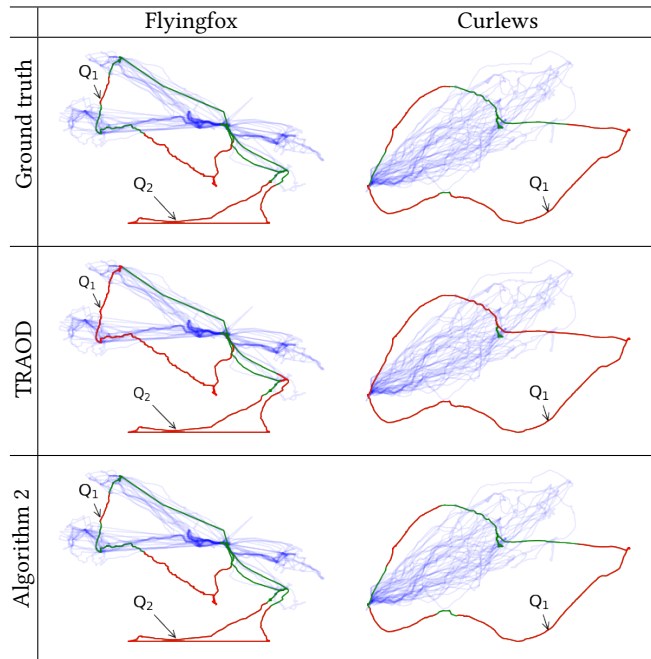 Flyingfox Curlews
Ground truth
Q1
Q2
Q1
TRAOD
Q1
Q2
Q1
Algorithm 2
Q1
Q2
Q1